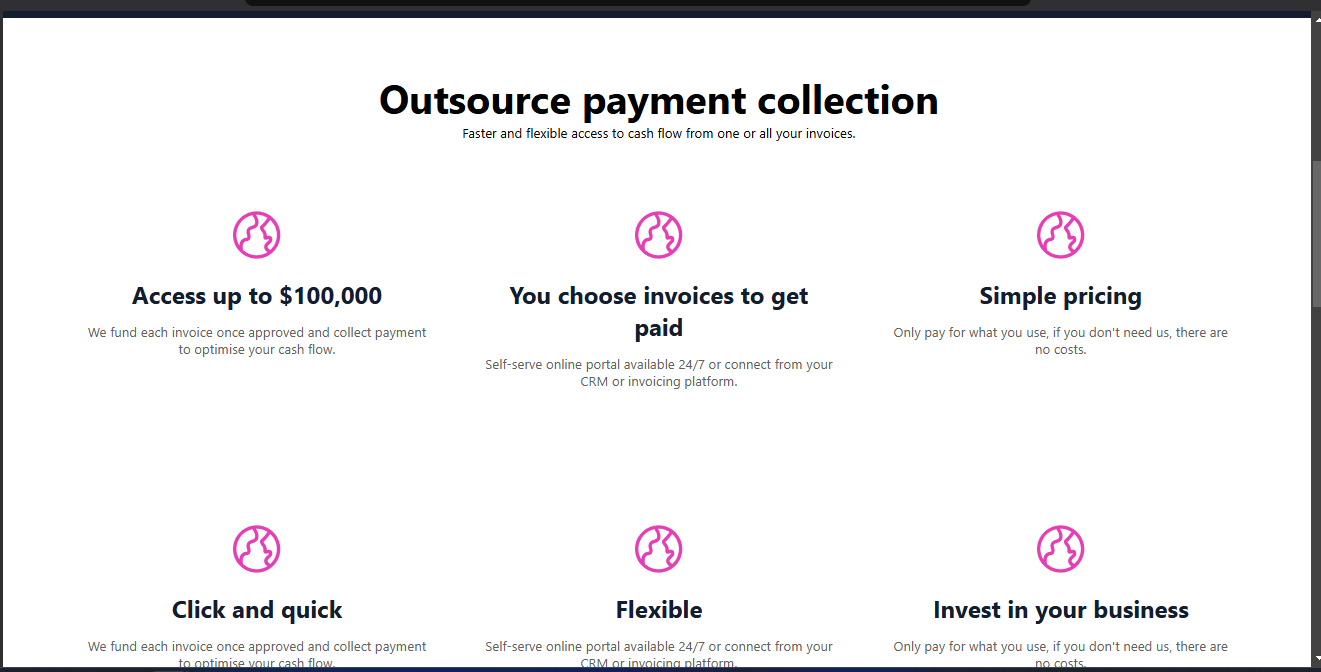 Outsource payment collection
Faster and flexible access to cash flow from one or all your invoices.
Access up to $100,000
We fund each invoice once approved and collect payment
to optimise your cash flow.
You choose invoices to get
paid
Self-serve online portal available 24/7 or connect from your
CRM or invoicing platform.
Simple pricing
Only pay for what you use, if you don't need us, there are
no costs.
Click and quick
We fund each invoice once approved and collect payment
to optimise your cash flow.
Flexible
Self-serve online portal available 24/7 or connect from your
CRM or invoicing platform.
Invest in your business
Only pay for what you use, if you don't need us, there are
no costs.